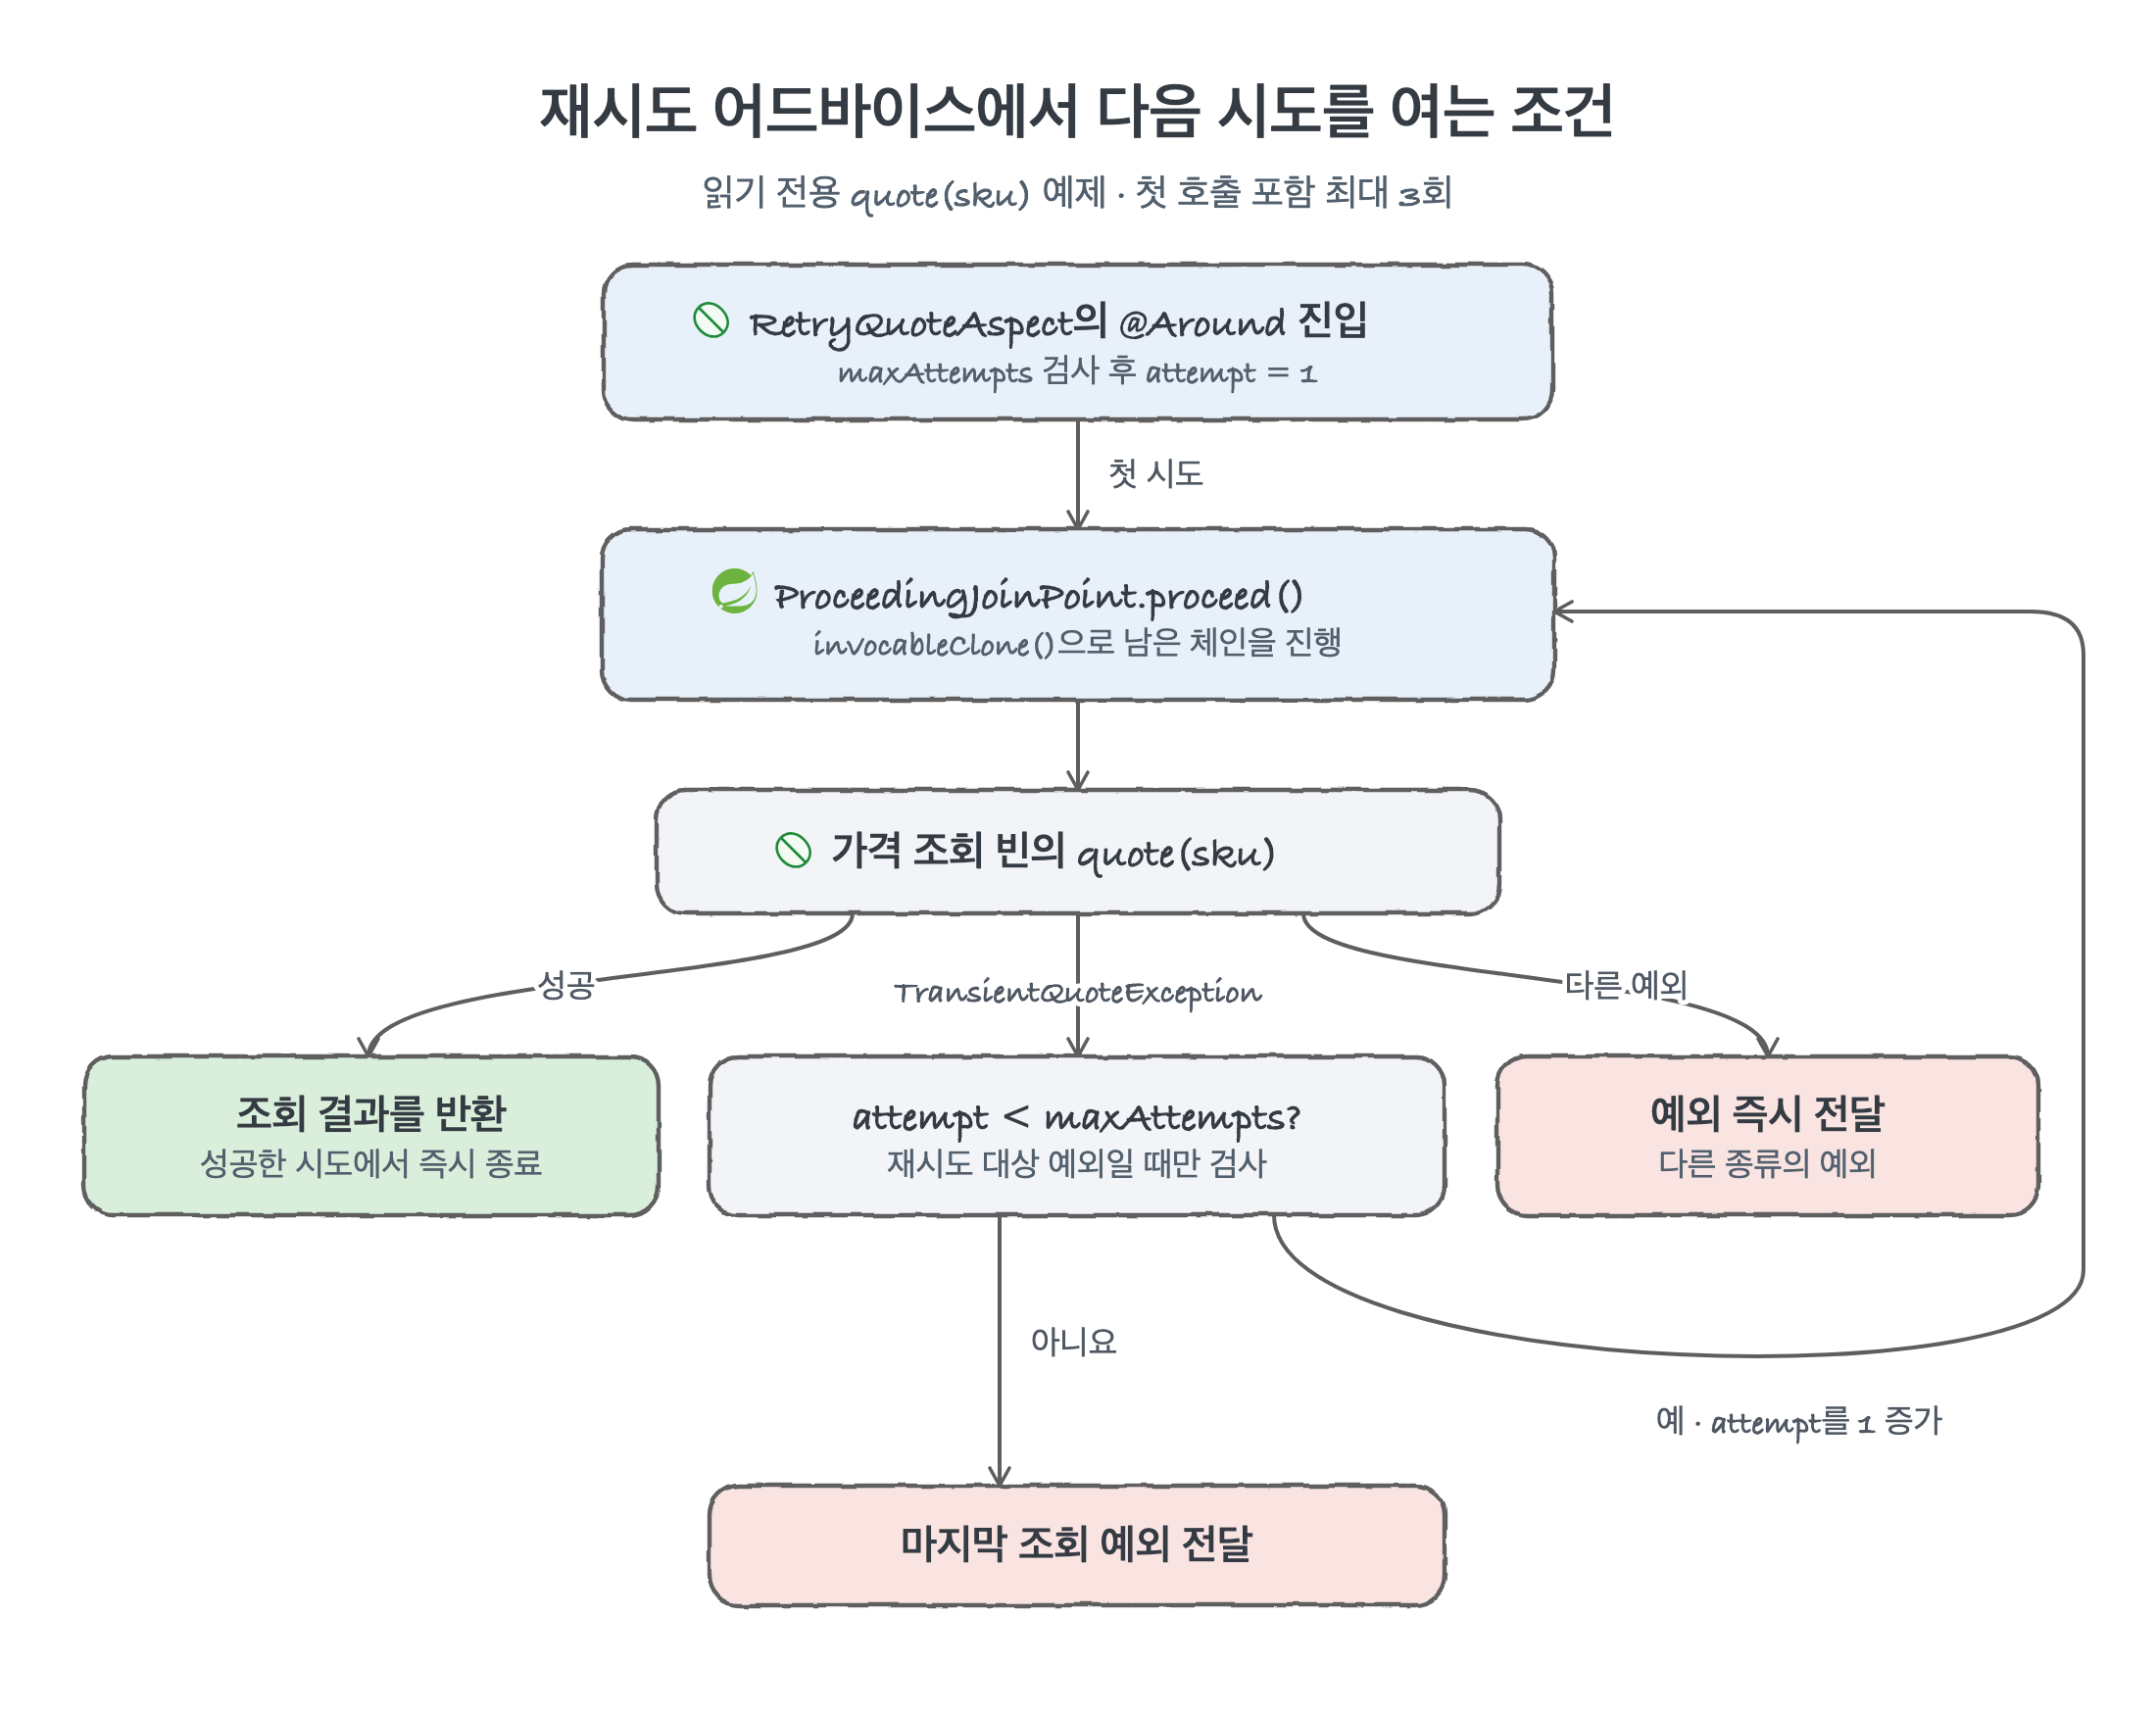 재시도 어드바이스에서 다음 시도를 여는 조건
읽기 전용 quote(sku) 예제 · 첫 호출 포함 최대 3회
RetryQuoteAspect의 @Around 진입
maxAttempts 검사 후 attempt = 1
첫 시도
ProceedingJoinPoint.proceed()
invocableClone()으로 남은 체인을 진행
가격 조회 빈의 quote(sku)
성공
TransientQuoteException
다른 예외
조회 결과를 반환
성공한 시도에서 즉시 종료
attempt < maxAttempts?
재시도 대상 예외일 때만 검사
예외 즉시 전달
다른 종류의 예외
아니요
예 · attempt를 1 증가
마지막 조회 예외 전달